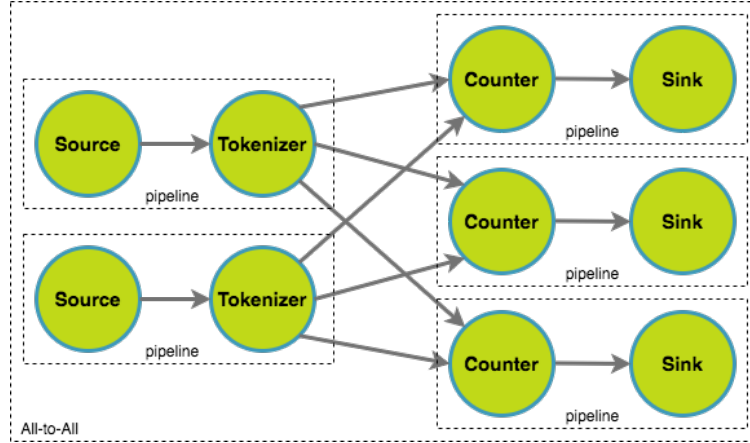 Counter
Sink
pipeline
Source
Tokenizer
pipeline
Counter
Sink
pipeline
Source
Tokenizer
pipeline
Counter
Sink
pipeline
All-to-All